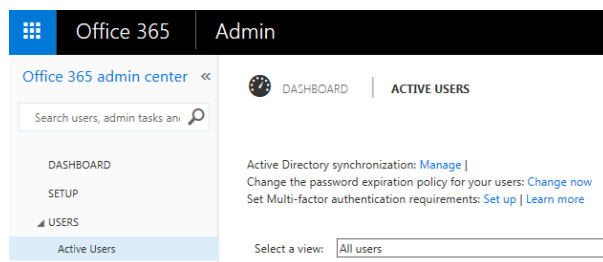 Office 365 Admin
Office 365 admin center «
DASHBOARD ACTIVE USERS
Search users, admin tasks an
DASHBOARD
SETUP
USERS
Active Users
Active Directory synchronization: Manage |
Change the password expiration policy for your users: Change now
Set Multi-factor authentication requirements: Set up | Learn more
Select a view: All users